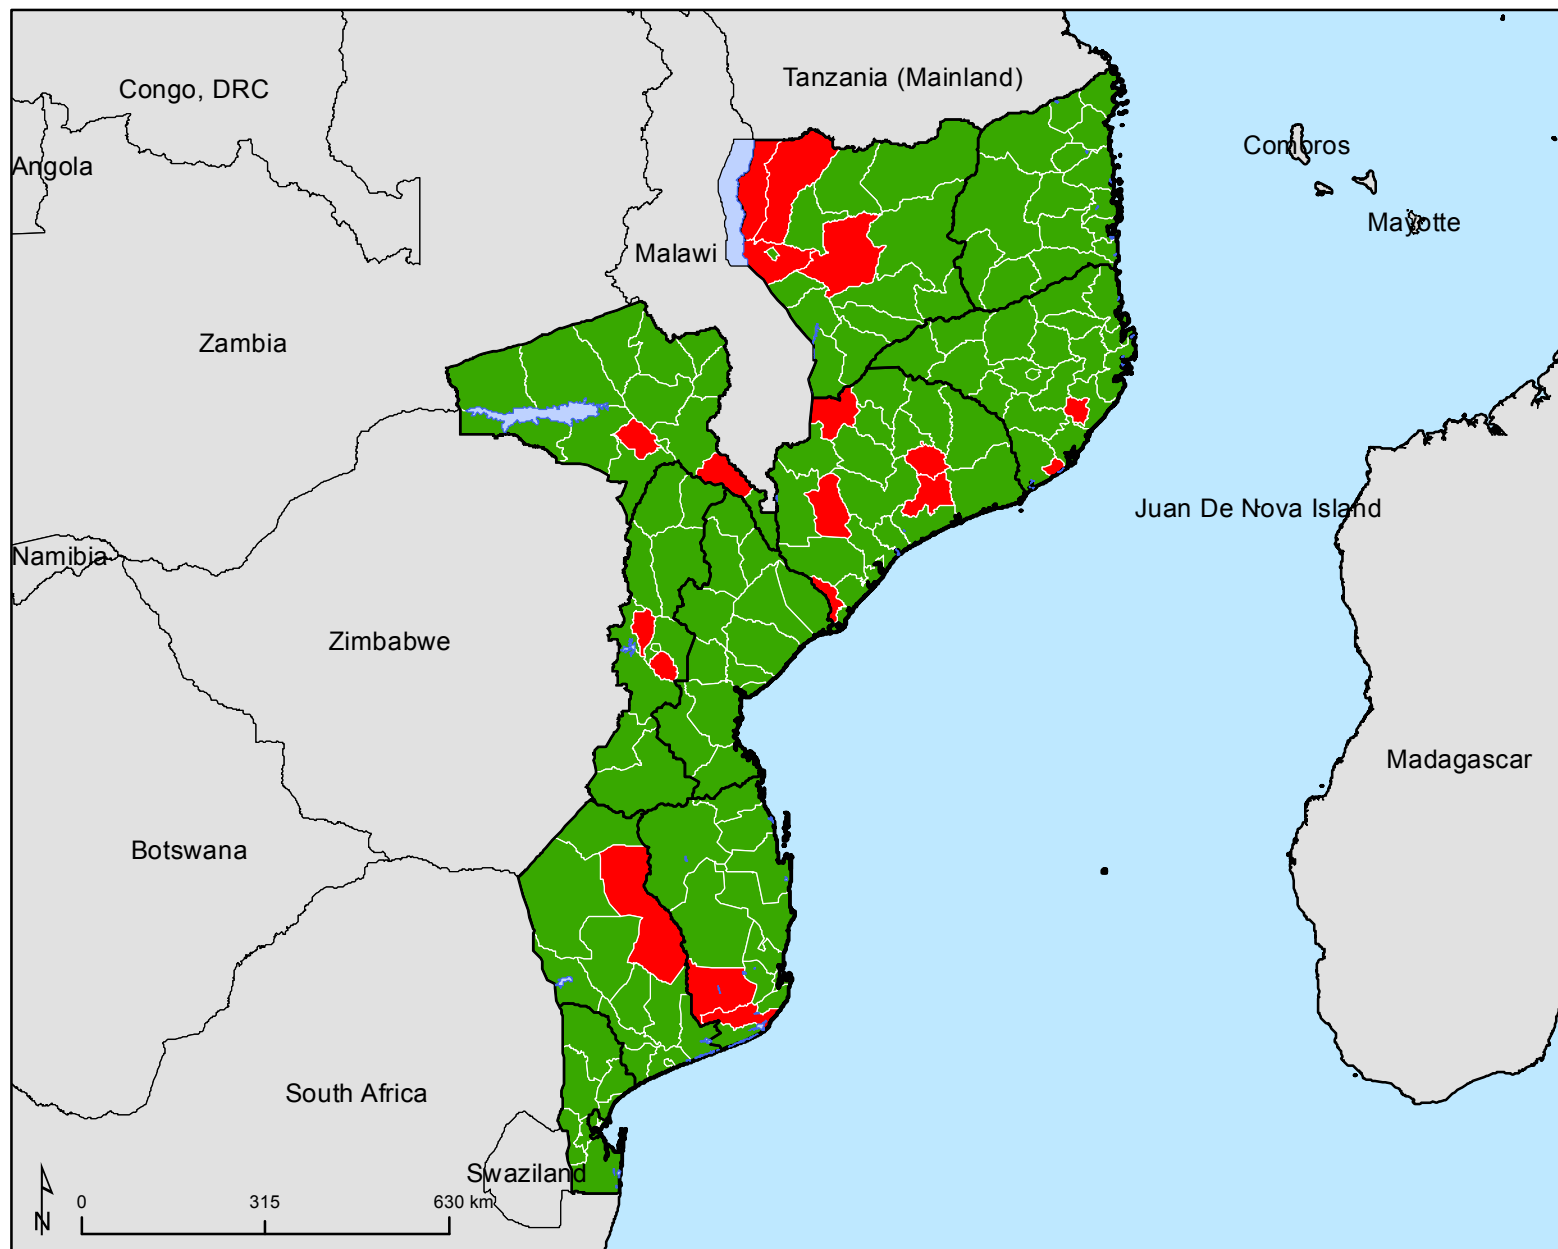 Tanzania (Mainland)
Congo, DRC
Comoros
Angola
Mayotte
Malawi
Zambia
Juan De Nova Island
Namibia
Zimbabwe
Madagascar
Botswana
South Africa
Swaziland
0 315 630 km
N